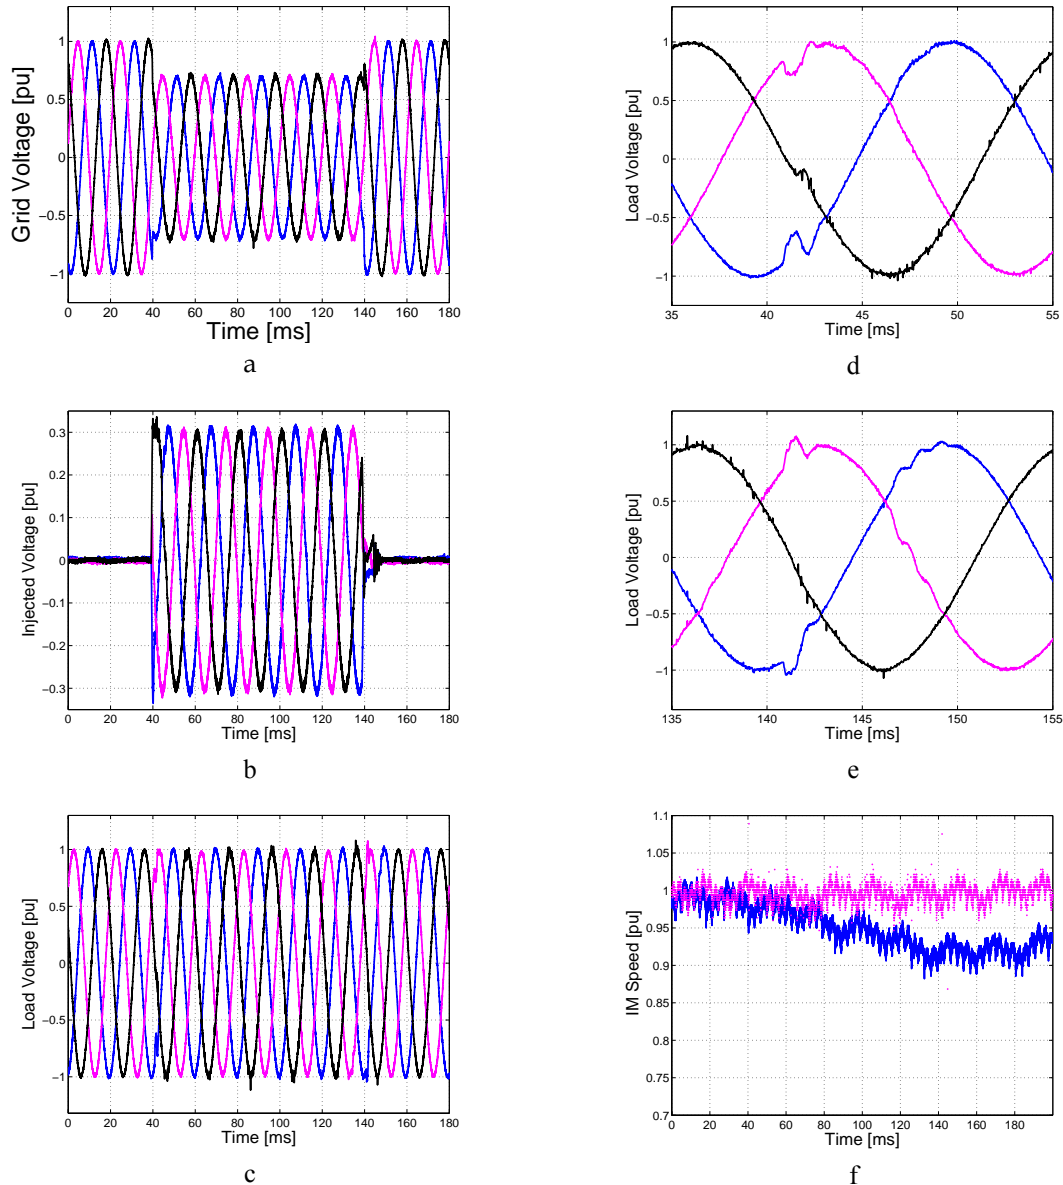 1
0.5
0
−0.5
−1
Grid Voltage [pu]
0 20 40 60 80 100 120 140 160 180
Time [ms]
a
0.3
0.2
0.1
0
−0.1
−0.2
−0.3
Injected Voltage [pu]
0 20 40 60 80 100 120 140 160 180
Time [ms]
b
1
0.5
0
−0.5
−1
Load Voltage [pu]
0 20 40 60 80 100 120 140 160 180
Time [ms]
c
1
0.5
0
−0.5
−1
Load Voltage [pu]
35 40 45 50 55
Time [ms]
d
1
0.5
0
−0.5
−1
Load Voltage [pu]
135 140 145 150 155
Time [ms]
e
1.1
1.05
1
0.95
0.9
0.85
0.8
0.75
0.7
IM Speed [pu]
0 20 40 60 80 100 120 140 160 180
Time [ms]
f